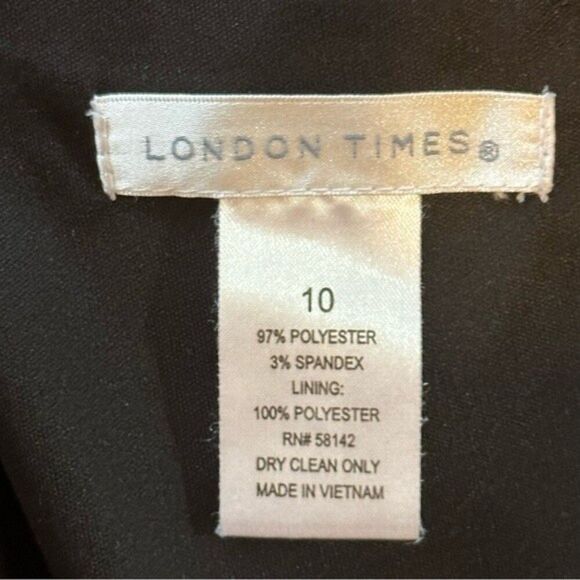 LONDON TIMES®
10
97% POLYESTER
3% SPANDEX
LINING:
100% POLYESTER
RN# 58142
DRY CLEAN ONLY
MADE IN VIETNAM